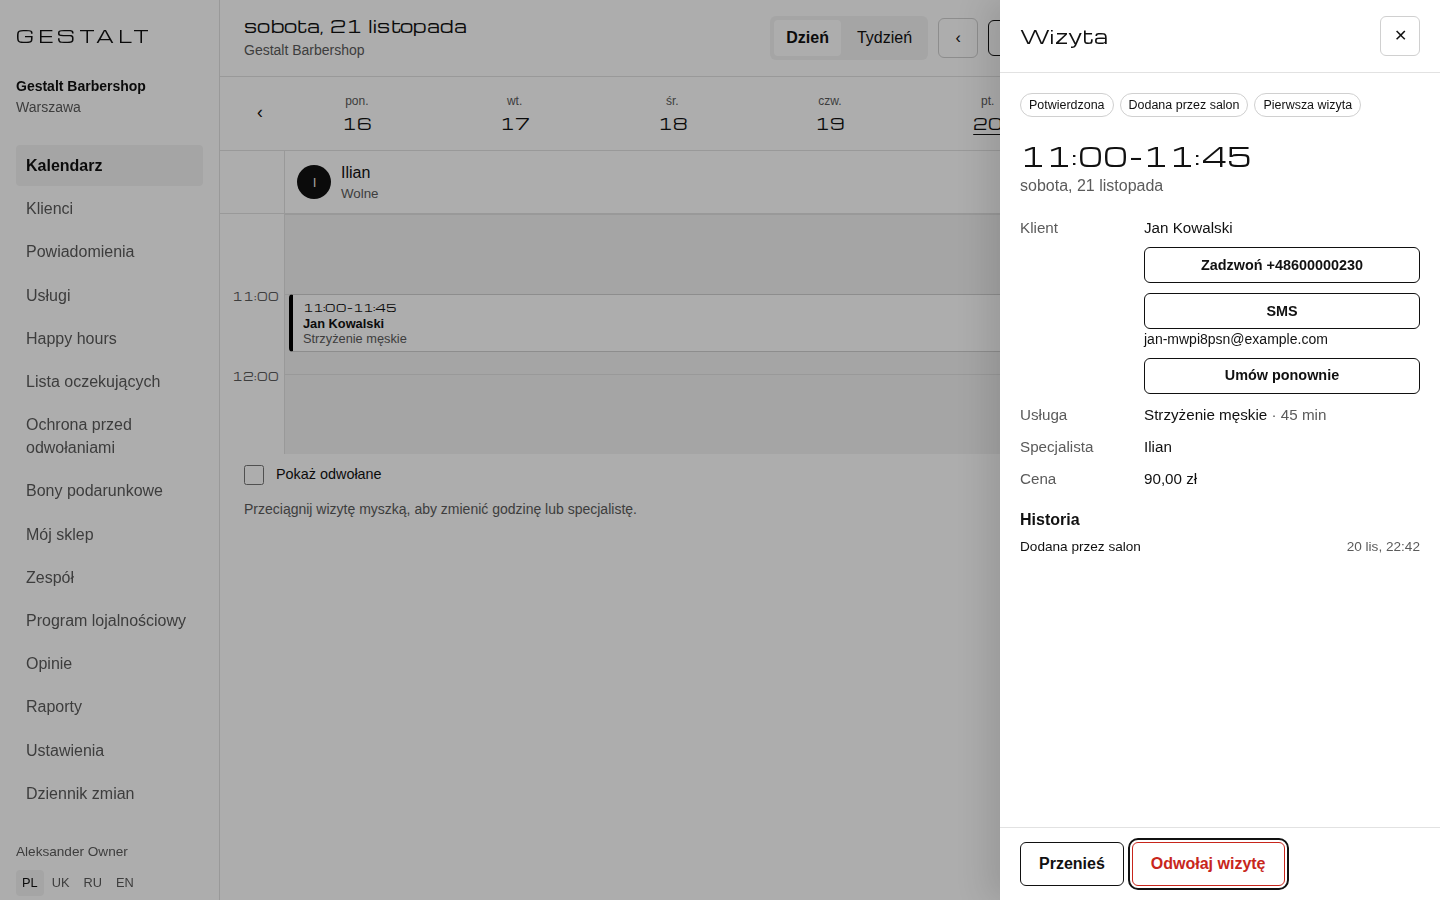 GESTALT
Gestalt Barbershop
Warszawa
Kalendarz
Klienci
Powiadomienia
Usługi
Happy hours
Lista oczekujących
Ochrona przed
odwołaniami
Bony podarunkowe
Mój sklep
Zespół
Program lojalnościowy
Opinie
Raporty
Ustawienia
Dziennik zmian
Aleksander Owner
PL UK RU EN
sobota, 21 listopada
Gestalt Barbershop
Dzień Tydzień ‹
‹
pon. wt. śr. czw. pt.
16 17 18 19 20
I
Ilian
Wolne
11:00
11:00-11:45
Jan Kowalski
Strzyżenie męskie
12:00
Pokaż odwołane
Przeciągnij wizytę myszką, aby zmienić godzinę lub specjalistę.
Wizyta ✕
Potwierdzona Dodana przez salon Pierwsza wizyta
11:00-11:45
sobota, 21 listopada
Klient Jan Kowalski
Zadzwoń +48600000230
SMS
jan-mwpi8psn@example.com
Umów ponownie
Usługa Strzyżenie męskie · 45 min
Specjalista Ilian
Cena 90,00 zł
Historia
Dodana przez salon 20 lis, 22:42
Przenieś Odwołaj wizytę